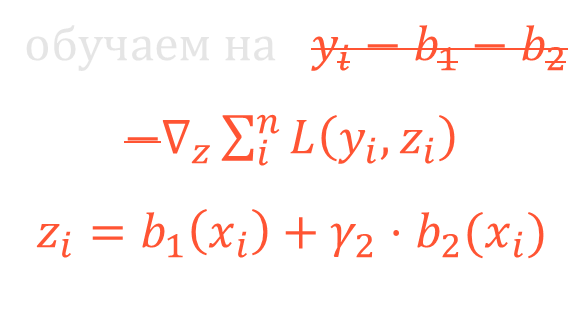 обучаем на y_i − b_1 − b_2
−∇_z ∑_i^n L(y_i, z_i)
z_i = b_1(x_i) + γ_2 · b_2(x_i)